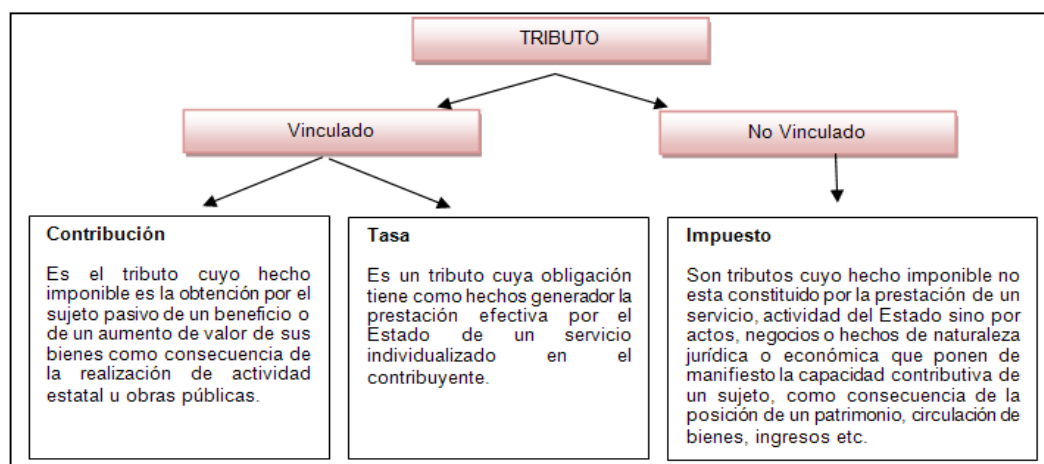 TRIBUTO
Vinculado
No Vinculado
Contribución
Es el tributo cuyo hecho
imponible es la obtención por el
sujeto pasivo de un beneficio o
de un aumento de valor de sus
bienes como consecuencia de
la realización de actividad
estatal u obras públicas.
Tasa
Es un tributo cuya obligación
tiene como hechos generador la
prestación efectiva por el
Estado de un servicio
individualizado en el
contribuyente.
Impuesto
Son tributos cuyo hecho imponible no
esta constituido por la prestación de un
servicio, actividad del Estado sino por
actos, negocios o hechos de naturaleza
jurídica o económica que ponen de
manifiesto la capacidad contributiva de
un sujeto, como consecuencia de la
posición de un patrimonio, circulación de
bienes, ingresos etc.